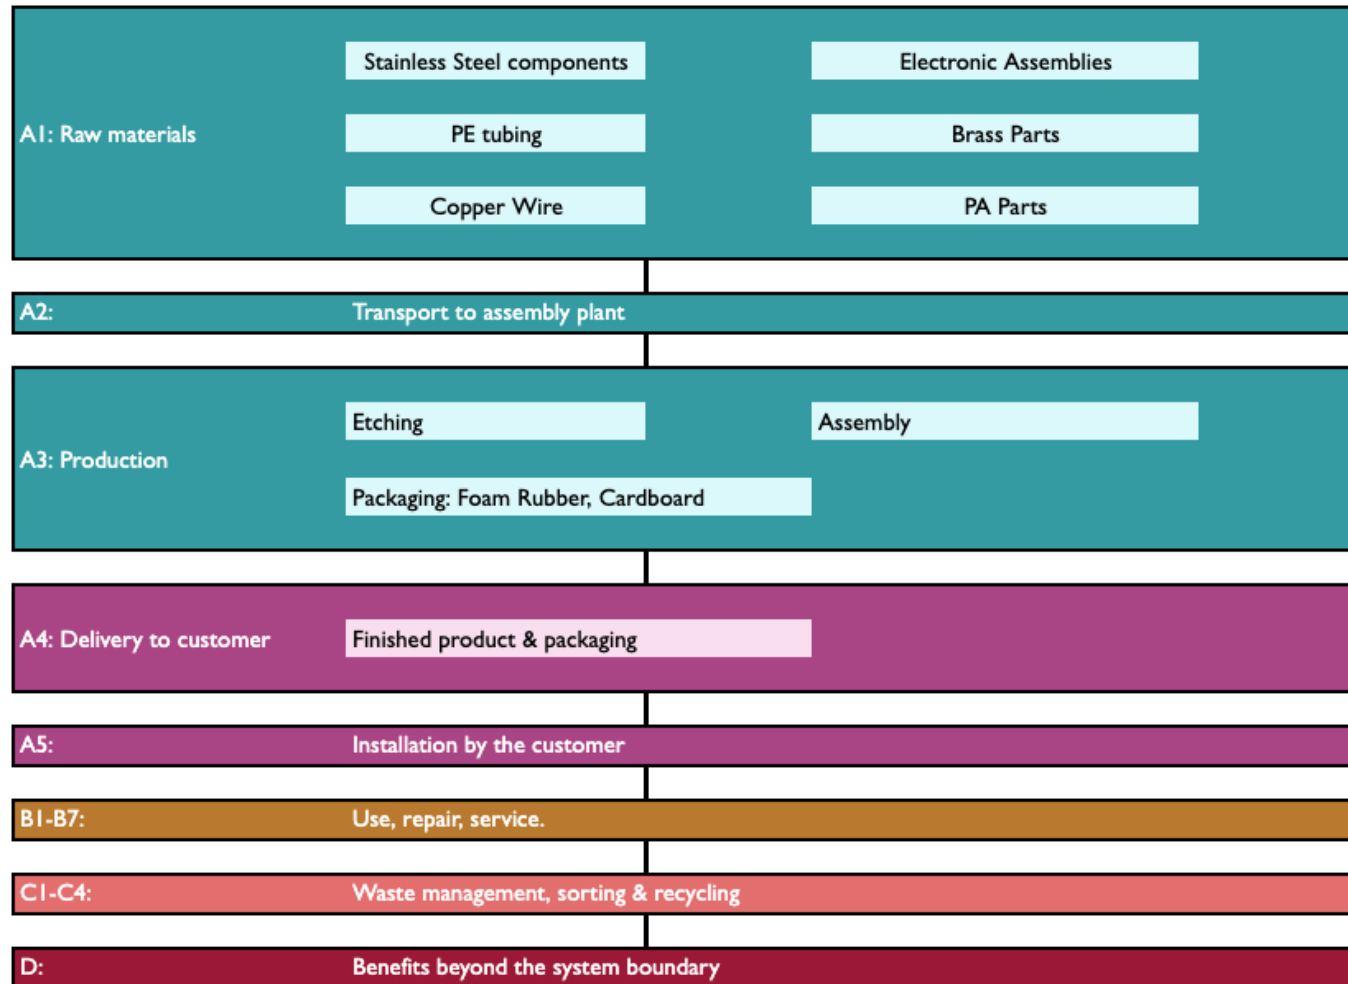 Stainless Steel components
Electronic Assemblies
A1: Raw materials
PE tubing
Brass Parts
Copper Wire
PA Parts
A2:
Transport to assembly plant
Etching
Assembly
A3: Production
Packaging: Foam Rubber, Cardboard
A4: Delivery to customer
Finished product & packaging
A5:
Installation by the customer
B1-B7:
Use, repair, service.
C1-C4:
Waste management, sorting & recycling
D:
Benefits beyond the system boundary